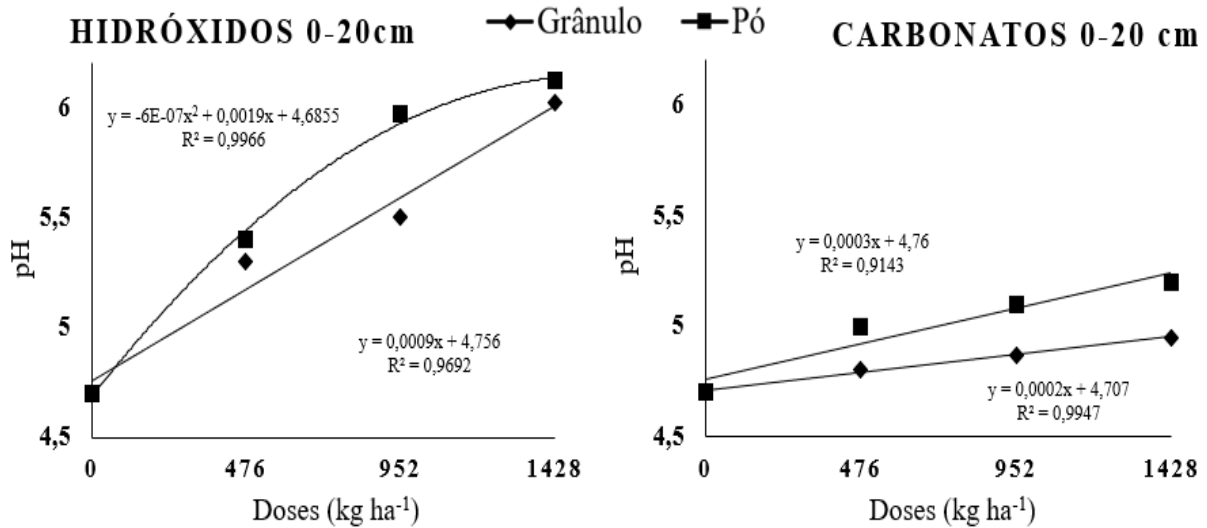 HIDRÓXIDOS 0-20cm
Grânulo
Pó
CARBONATOS 0-20 cm
6
5,5
5
4,5
pH
y = -6E-07x² + 0,0019x + 4,6855
R² = 0,9966
y = 0,0009x + 4,756
R² = 0,9692
0 476 952 1428
Doses (kg ha⁻¹)
6
5,5
5
4,5
pH
y = 0,0003x + 4,76
R² = 0,9143
y = 0,0002x + 4,707
R² = 0,9947
0 476 952 1428
Doses (kg ha⁻¹)